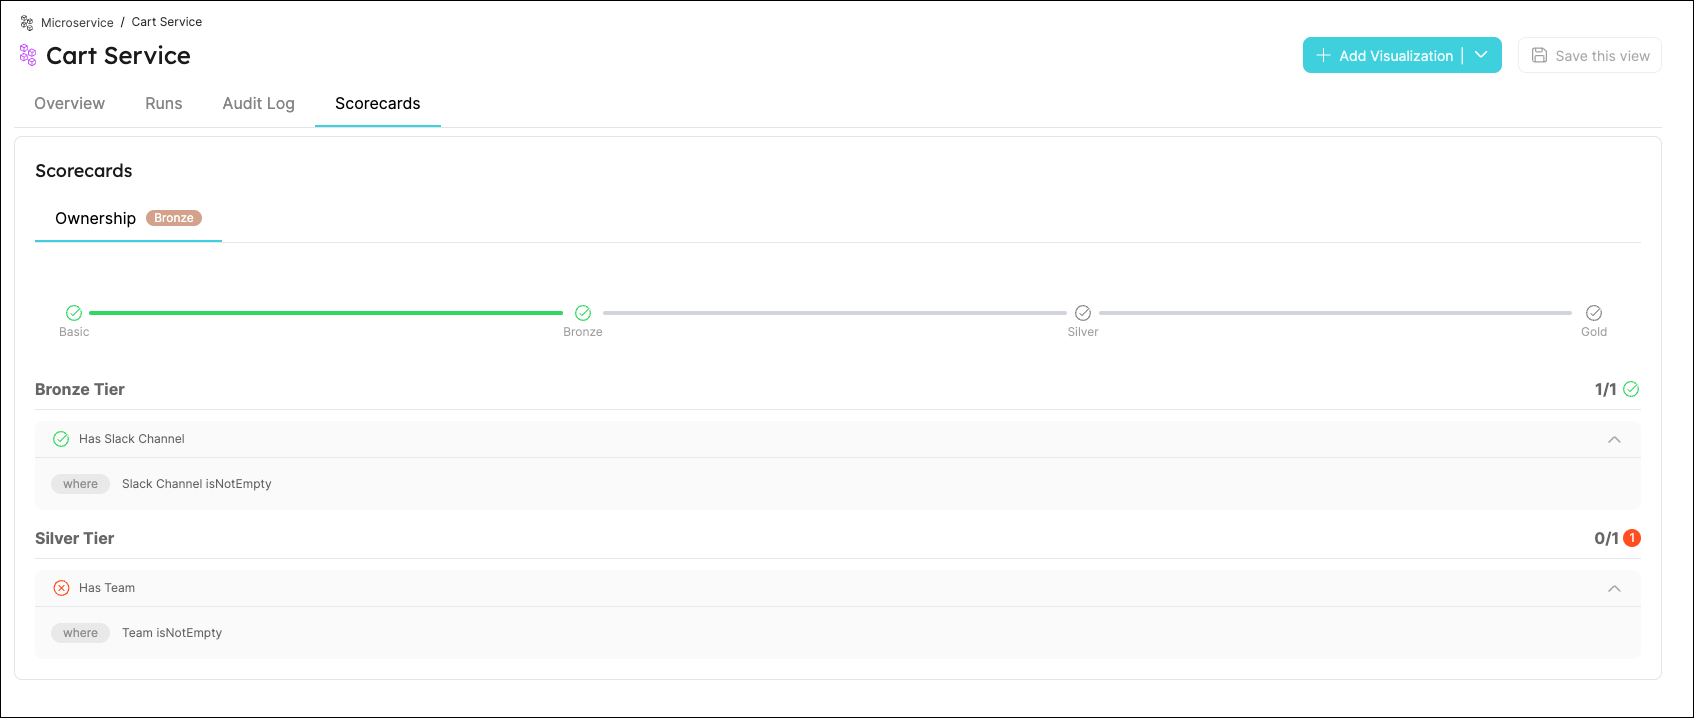 Microservice / Cart Service
Cart Service
Add Visualization |
Save this view
Overview Runs Audit Log Scorecards
Scorecards
Ownership Bronze
Basic Bronze Silver Gold
Bronze Tier 1/1
Has Slack Channel
where Slack Channel isNotEmpty
Silver Tier 0/1 1
Has Team
where Team isNotEmpty